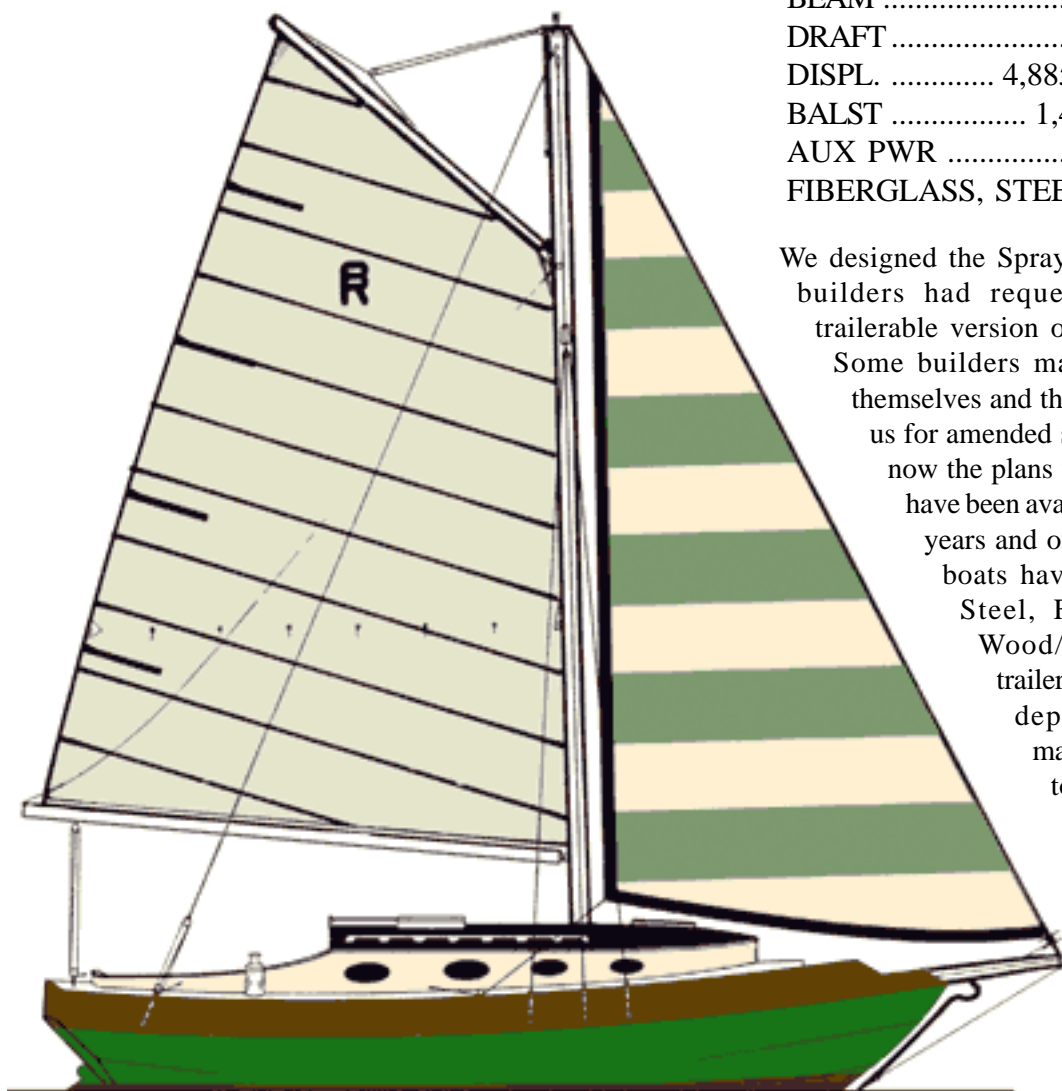 BEAM ........................
DRAFT .....................
DISPL. ............. 4,88
BALST ................ 1,
AUX PWR ..............
FIBERGLASS, STEE
We designed the Spray
builders had reque
trailerable version o
Some builders ma
themselves and th
us for amended
now the plans
have been ava
years and o
boats hav
Steel,
Wood/
trailer
dep
ma
to
R